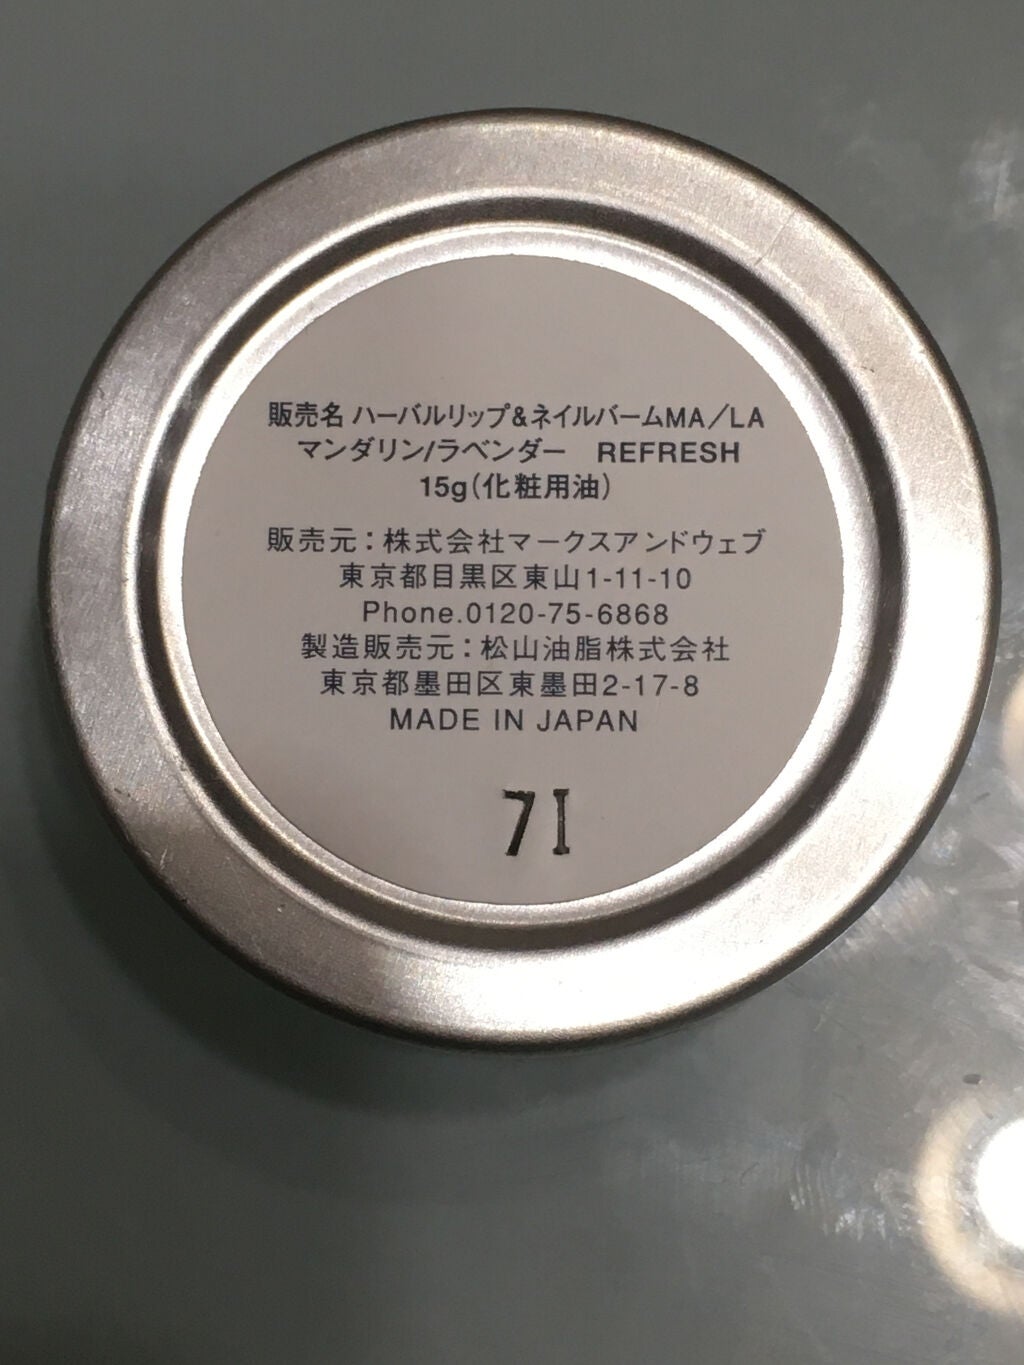 販売名 ハーバルリップ&ネイルバームMA／LA
マンダリン/ラベンダー　REFRESH
15g（化粧用油）
販売元：株式会社マークスアンドウェブ
東京都目黒区東山1-11-10
Phone.0120-75-6868
製造販売元：松山油脂株式会社
東京都墨田区東墨田2-17-8
MADE IN JAPAN
7I